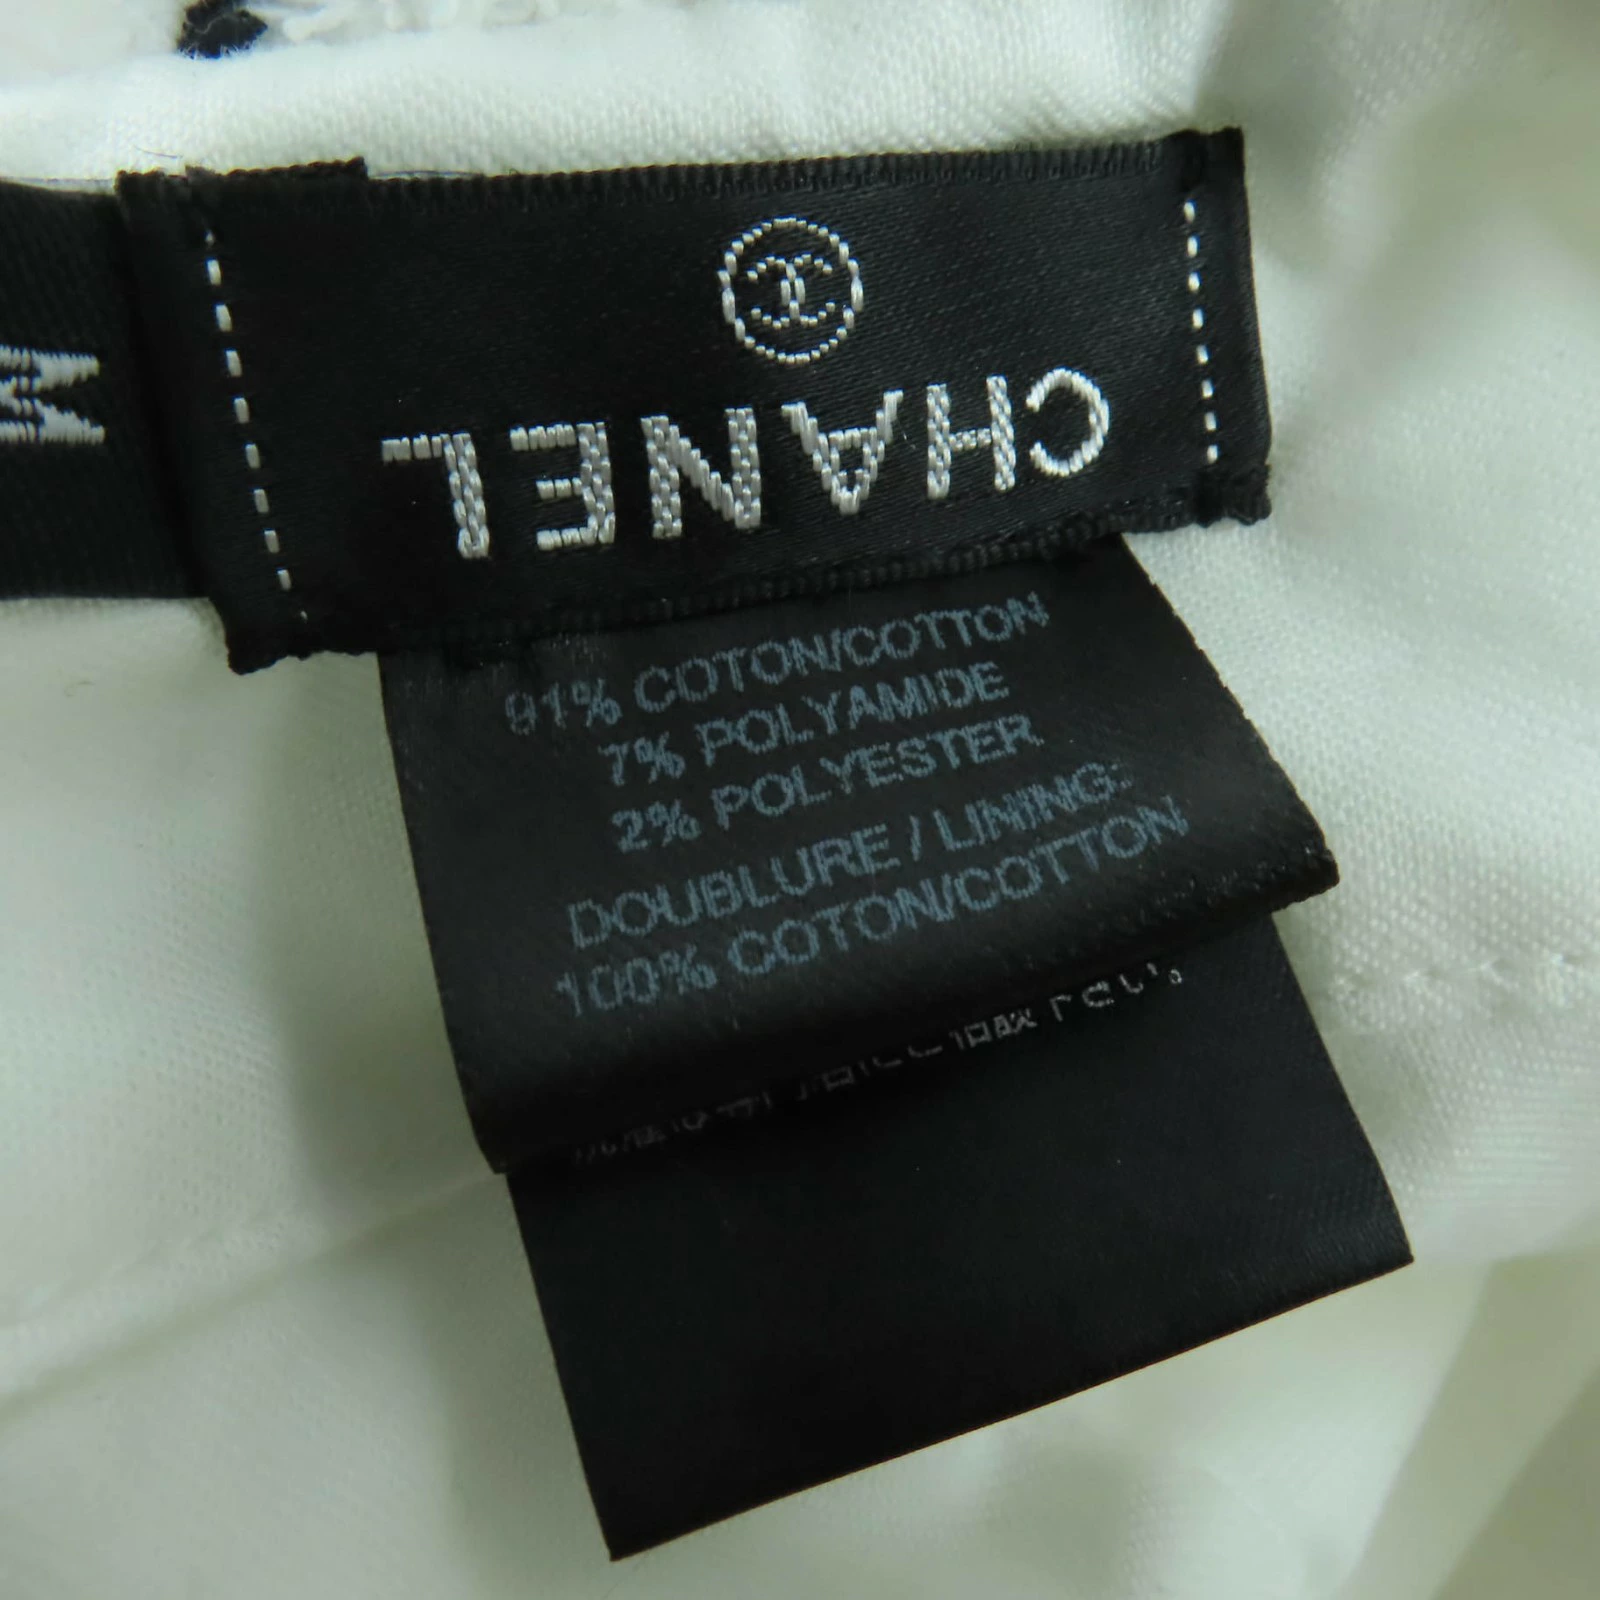 M
CHANEL
91% COTON/COTTON
7% POLYAMIDE
2% POLYESTER
DOUBLURE / LINING:
100% COTON/COTTON